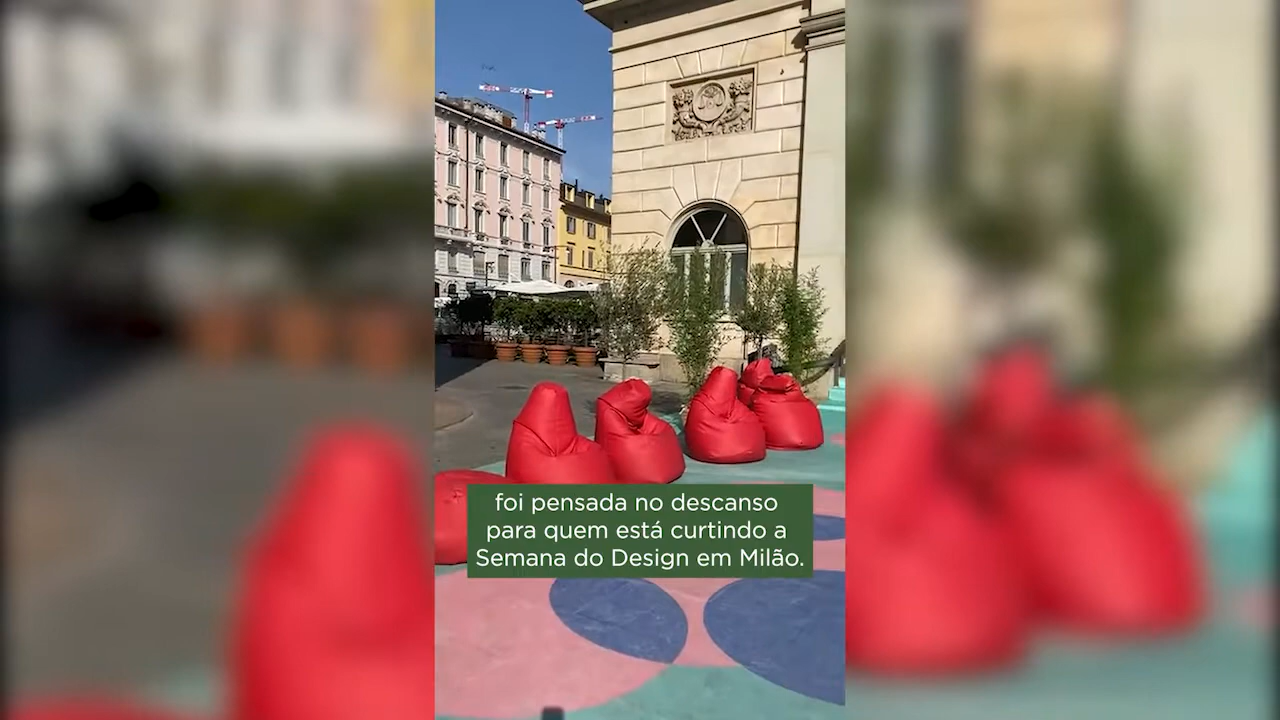 foi pensada no descanso
para quem está curtindo a
Semana do Design em Milão.